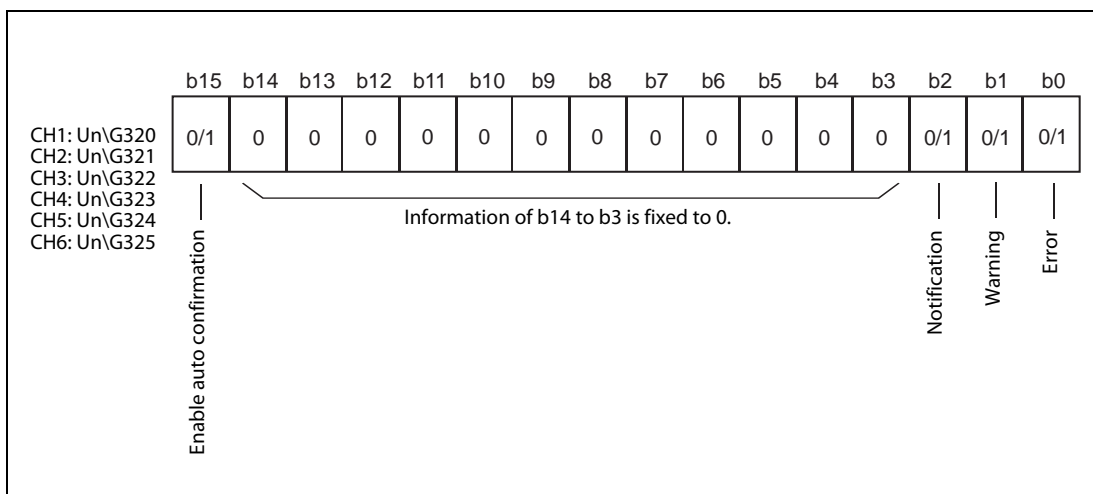 b15 b14 b13 b12 b11 b10 b9 b8 b7 b6 b5 b4 b3 b2 b1 b0
0/1 0 0 0 0 0 0 0 0 0 0 0 0 0/1 0/1 0/1
CH1: Un\G320
CH2: Un\G321
CH3: Un\G322
CH4: Un\G323
CH5: Un\G324
CH6: Un\G325
Information of b14 to b3 is fixed to 0.
Enable auto confirmation
Notification
Warning
Error